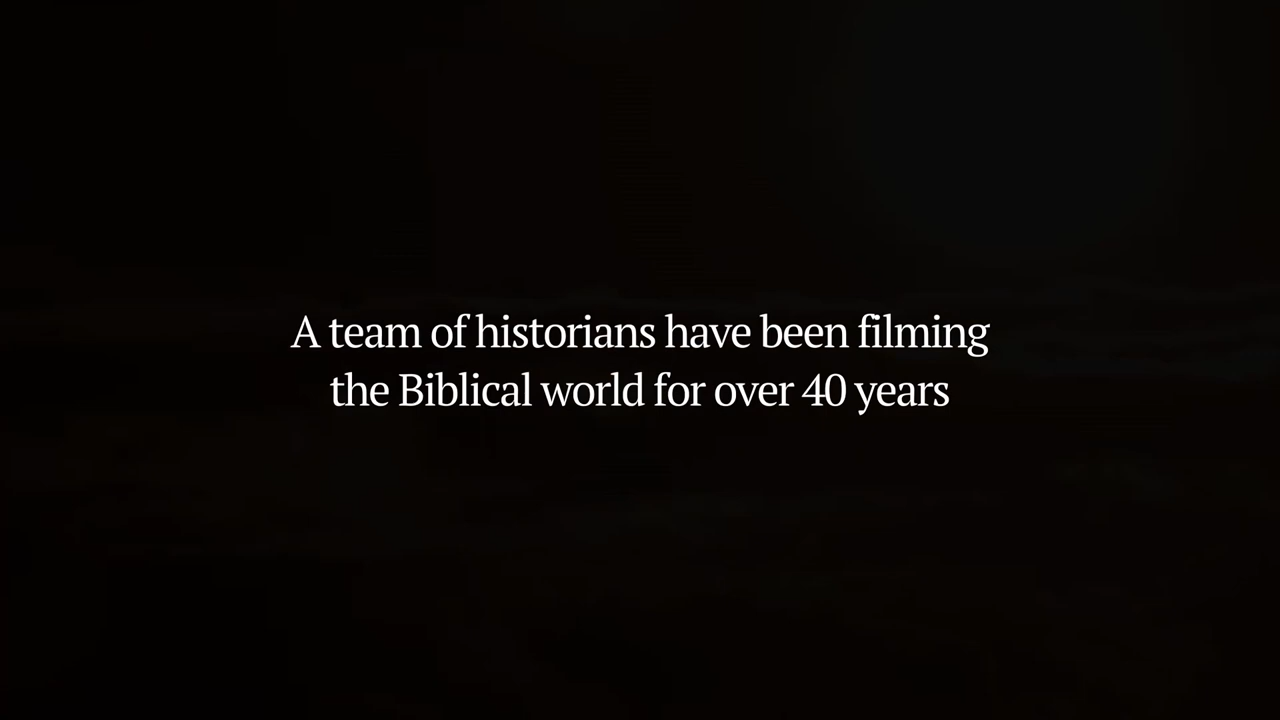 A team of historians have been filming
the Biblical world for over 40 years